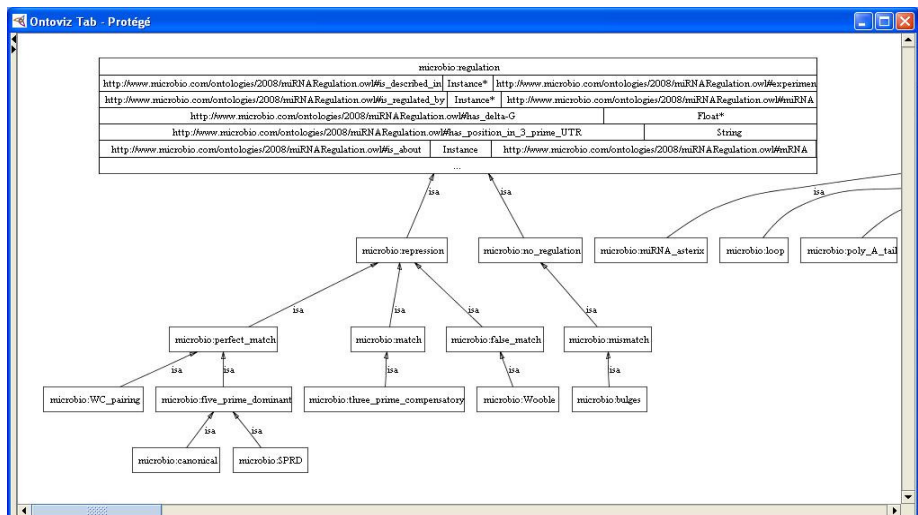 Ontoviz Tab - Protégé
microbio:regulation
http://www.microbio.com/ontologies/2008/miRNARegulation.owl#is_described_in Instance* http://www.microbio.com/ontologies/2008/miRNARegulation.owl#experimen
http://www.microbio.com/ontologies/2008/miRNARegulation.owl#is_regulated_by Instance* http://www.microbio.com/ontologies/2008/miRNARegulation.owl#miRNA
http://www.microbio.com/ontologies/2008/miRNARegulation.owl#has_delta-G Float*
http://www.microbio.com/ontologies/2008/miRNARegulation.owl#has_position_in_3_prime_UTR String
http://www.microbio.com/ontologies/2008/miRNARegulation.owl#is_about Instance http://www.microbio.com/ontologies/2008/miRNARegulation.owl#mRNA
...
isa isa
microbio:repression microbio:no_regulation microbio:miRNA_asterix microbio:loop microbio:poly_A_tail
isa isa isa isa
microbio:perfect_match microbio:match microbio:false_match microbio:mismatch
isa isa isa isa isa
microbio:WC_pairing microbio:five_prime_dominant microbio:three_prime_compensatory microbio:Wooble microbio:bulges
isa isa
microbio:canonical microbio:SPRD